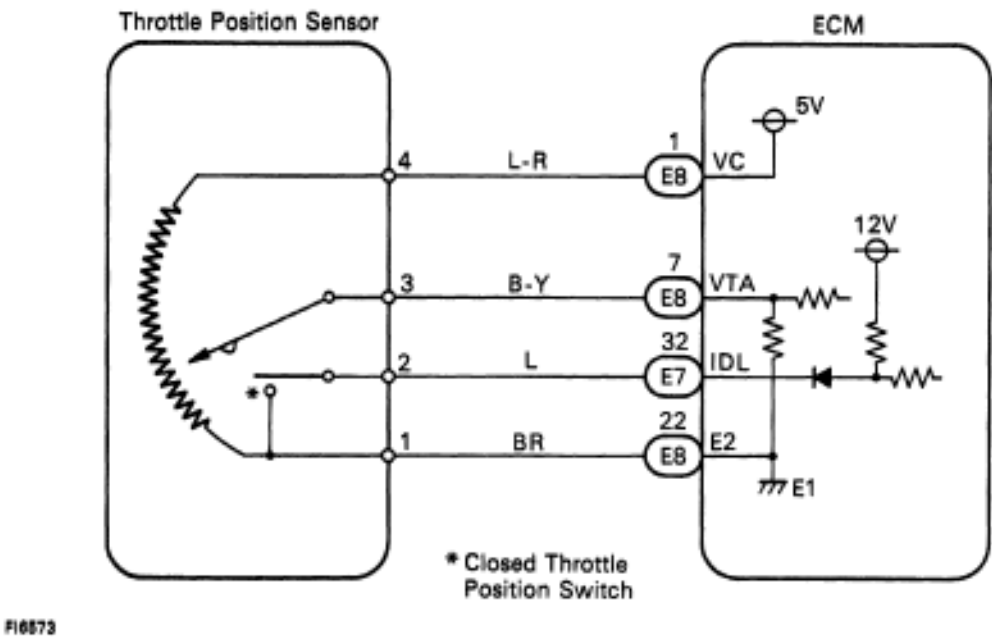 Throttle Position Sensor
ECM
5V
4
L-R
1
E8
VC
12V
3
B-Y
7
E8
VTA
2
L
32
E7
IDL
*
1
BR
22
E8
E2
E1
* Closed Throttle
Position Switch
FI6573